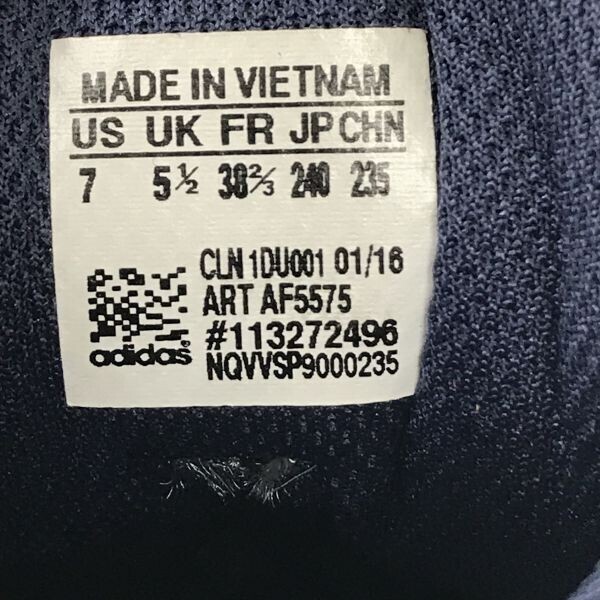 MADE IN VIETNAM
US UK FR JP CHN
7 5½ 38⅔ 240 235
CLN 1DU001 01/16
ART AF5575
#113272496
NQVVSP9000235
adidas®